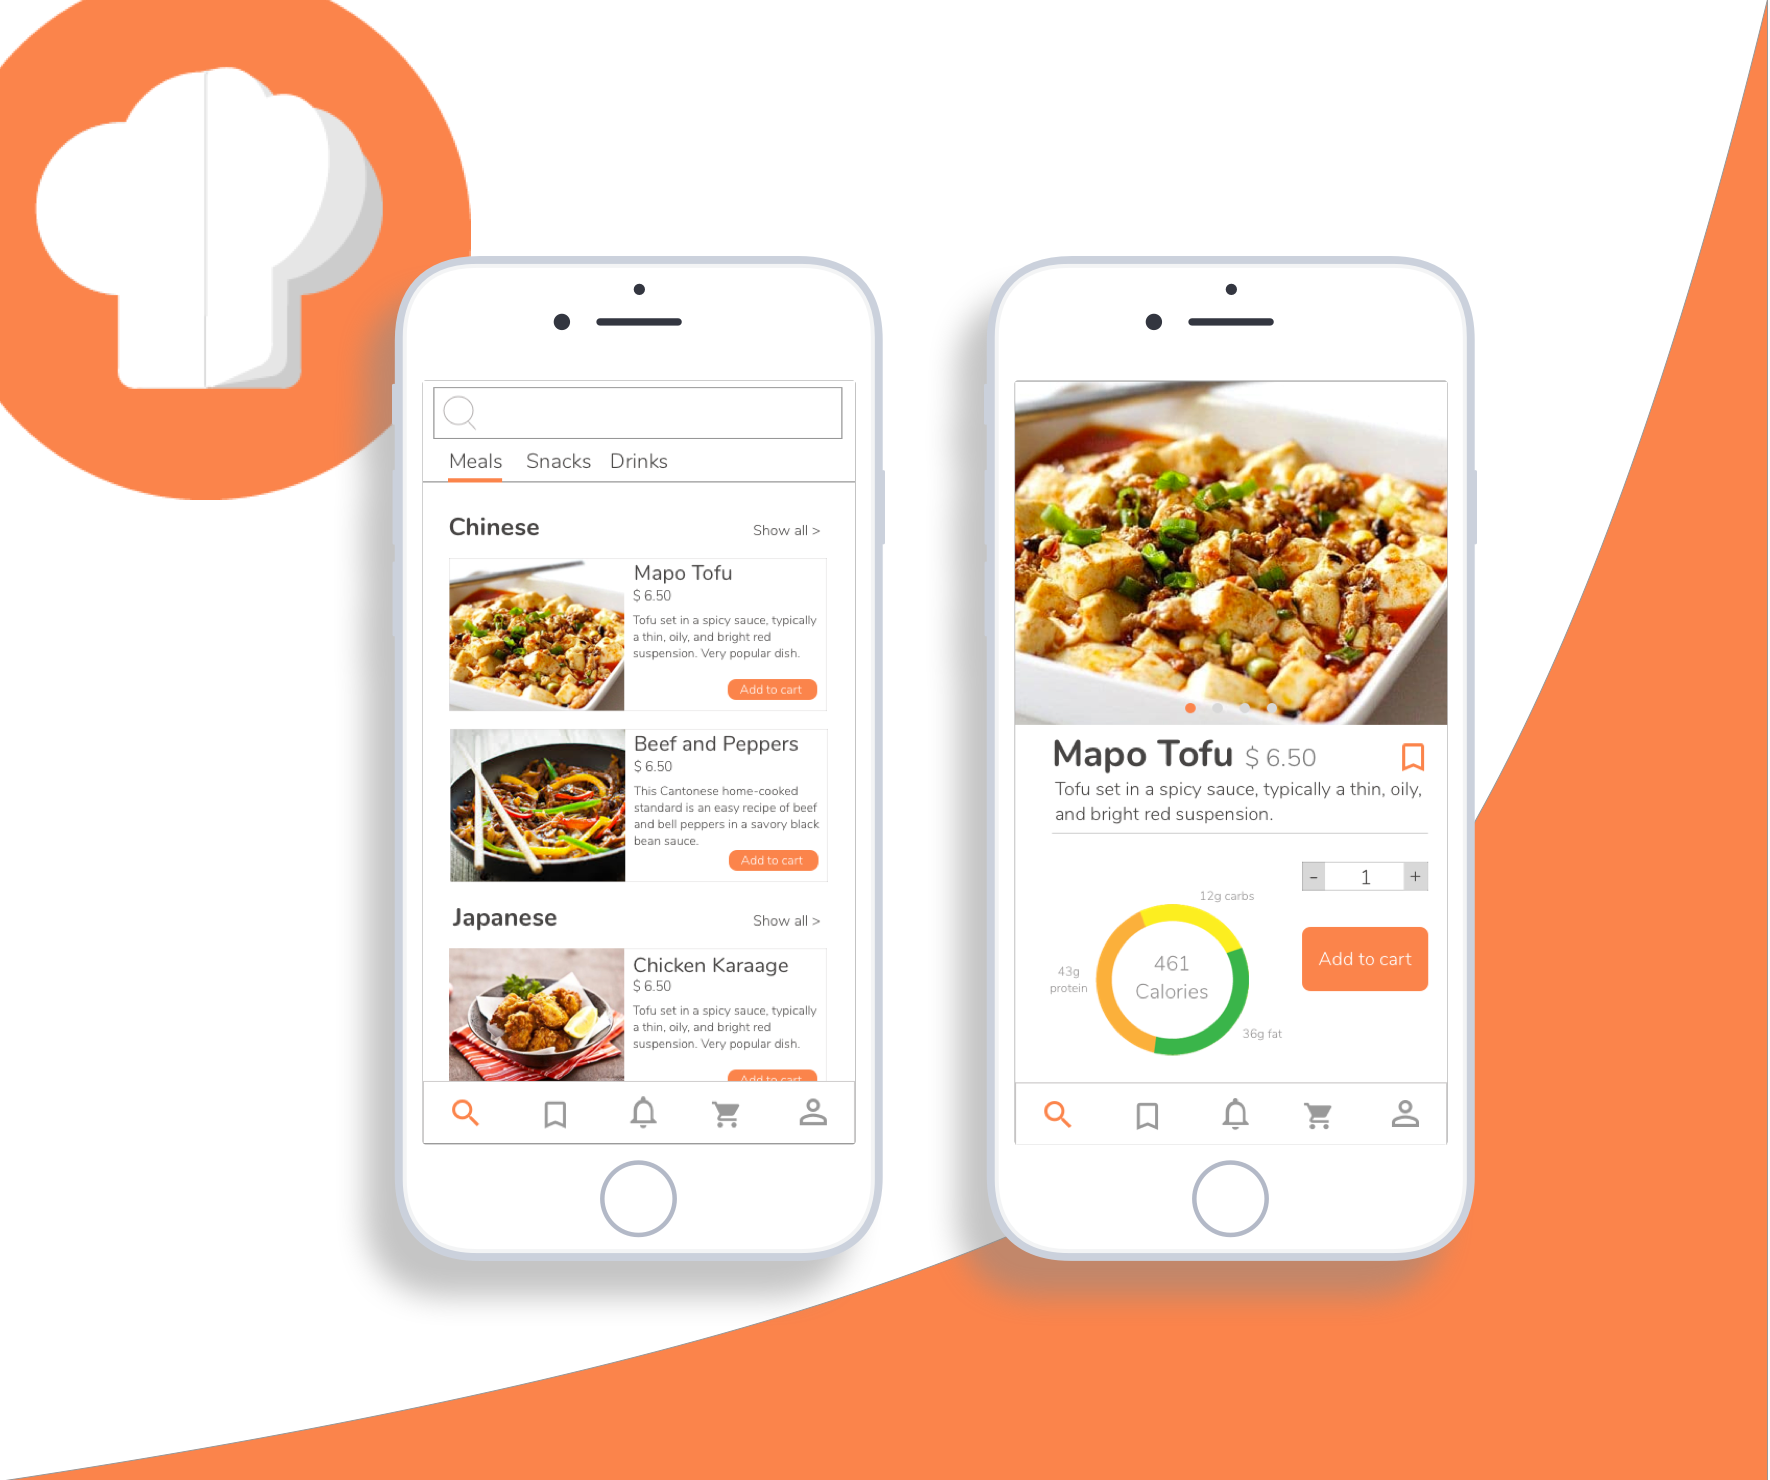 Meals Snacks Drinks
Chinese Show all >
Mapo Tofu
$ 6.50
Tofu set in a spicy sauce, typically
a thin, oily, and bright red
suspension. Very popular dish.
Add to cart
Beef and Peppers
$ 6.50
This Cantonese home-cooked
standard is an easy recipe of beef
and bell peppers in a savory black
bean sauce.
Add to cart
Japanese Show all >
Chicken Karaage
$ 6.50
Tofu set in a spicy sauce, typically
a thin, oily, and bright red
suspension. Very popular dish.
Add to cart
Mapo Tofu $ 6.50
Tofu set in a spicy sauce, typically a thin, oily,
and bright red suspension.
- 1 +
12g carbs
Add to cart
461
Calories
43g
protein
36g fat